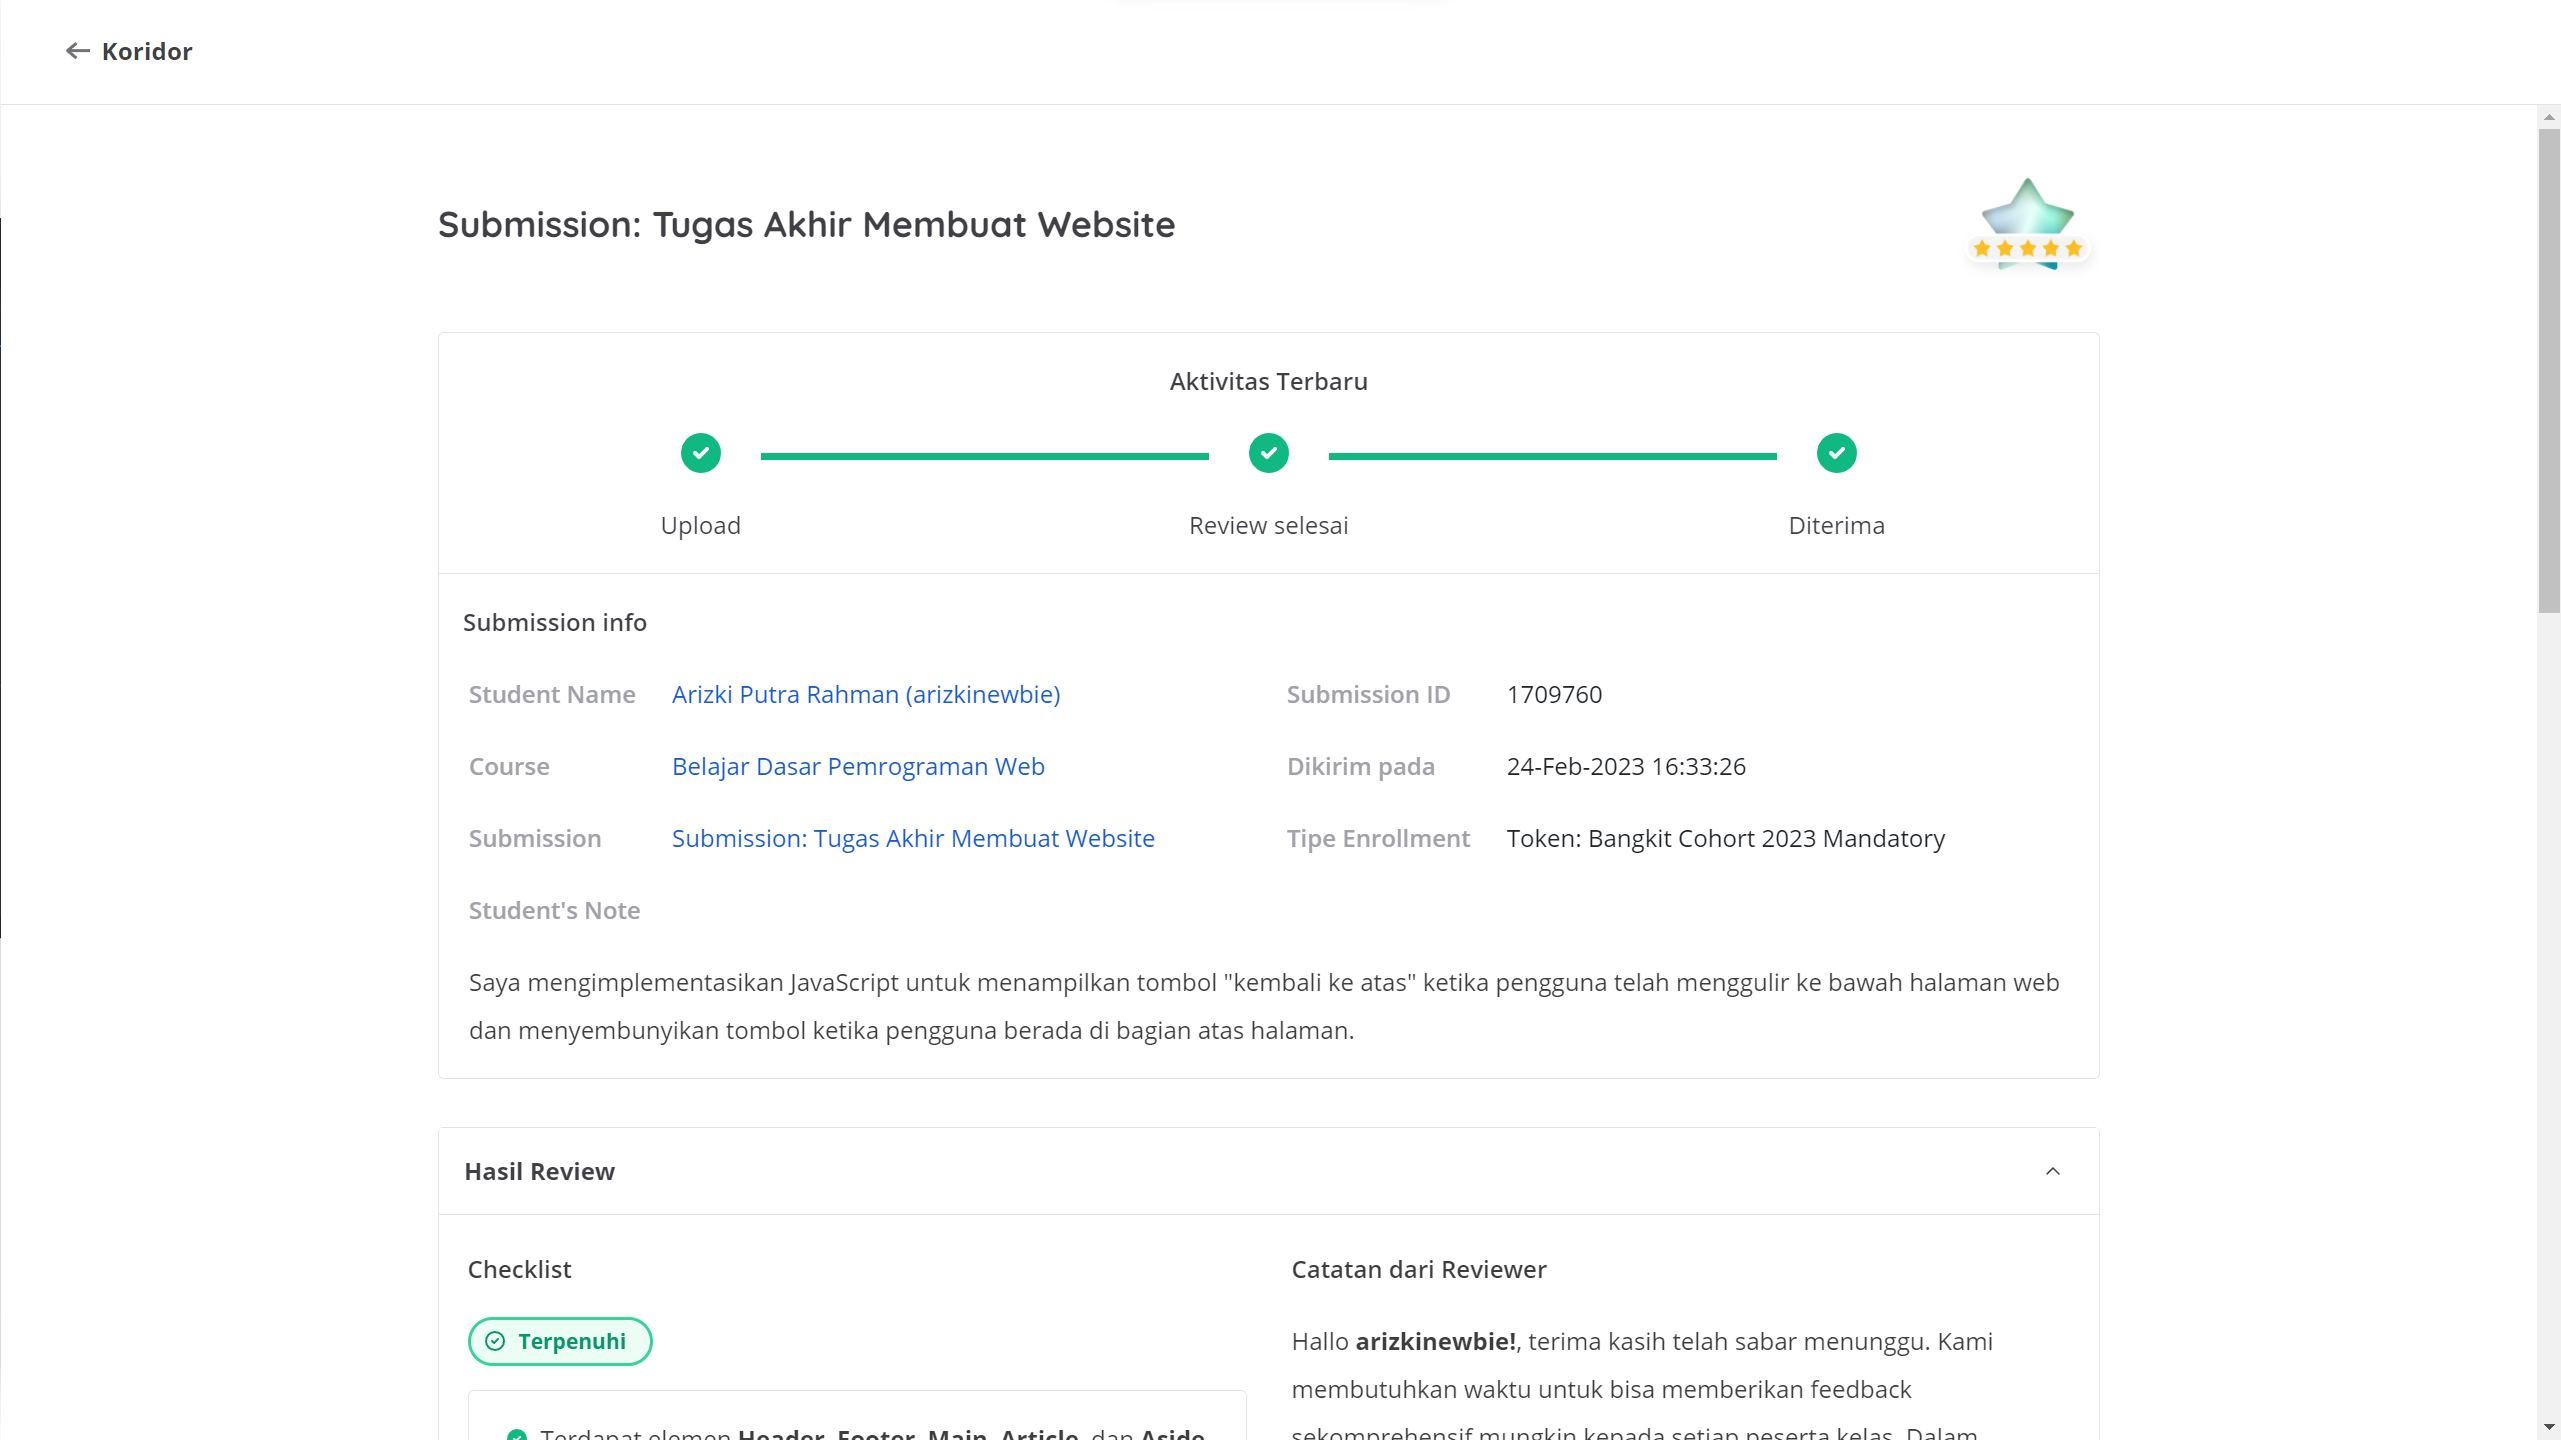 Koridor
Submission: Tugas Akhir Membuat Website
Aktivitas Terbaru
Upload
Review selesai
Diterima
Submission info
Student Name Arizki Putra Rahman (arizkinewbie)
Submission ID 1709760
Course Belajar Dasar Pemrograman Web
Dikirim pada 24-Feb-2023 16:33:26
Submission Submission: Tugas Akhir Membuat Website
Tipe Enrollment Token: Bangkit Cohort 2023 Mandatory
Student's Note
Saya mengimplementasikan JavaScript untuk menampilkan tombol "kembali ke atas" ketika pengguna telah menggulir ke bawah halaman web
dan menyembunyikan tombol ketika pengguna berada di bagian atas halaman.
Hasil Review
Checklist
Terpenuhi
Terdapat elemen Header, Footer, Main, Article, dan Aside
Catatan dari Reviewer
Hallo arizkinewbie!, terima kasih telah sabar menunggu. Kami
membutuhkan waktu untuk bisa memberikan feedback
sekomprehensif mungkin kepada setiap peserta kelas. Dalam